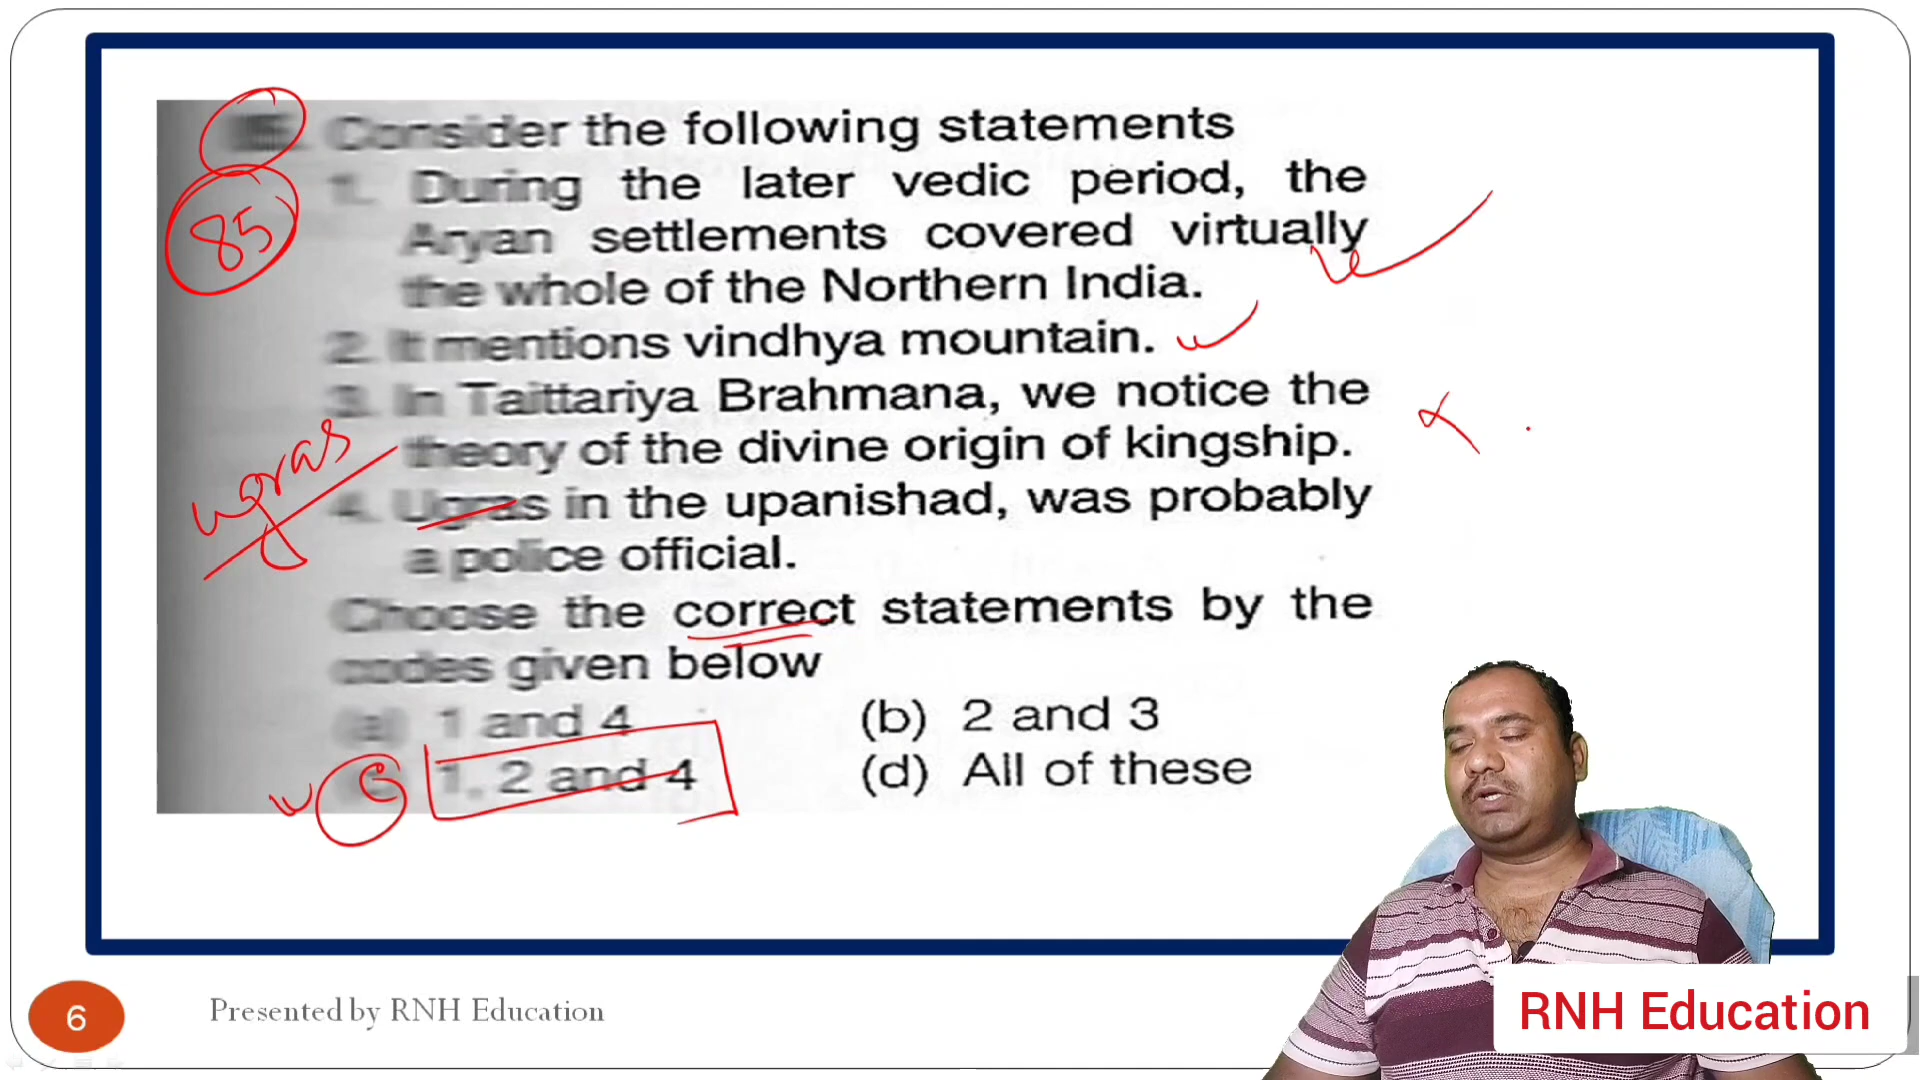 Consider the following statements
85
1. During the later vedic period, the
Aryan settlements covered virtually
the whole of the Northern India.
2. It mentions vindhya mountain.
3. In Taittariya Brahmana, we notice the
theory of the divine origin of kingship.
ugras
4. Ugras in the upanishad, was probably
a police official.
Choose the correct statements by the
codes given below
(a) 1 and 4 (b) 2 and 3
C 1, 2 and 4 (d) All of these
6 Presented by RNH Education
RNH Education